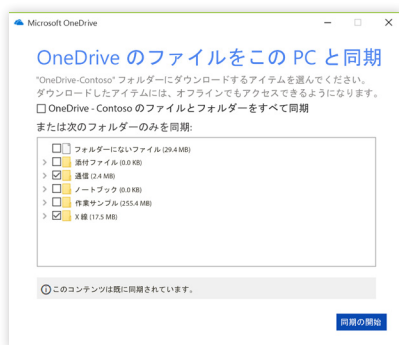 Microsoft OneDrive
OneDrive のファイルをこの PC と同期
"OneDrive-Contoso" フォルダーにダウンロードするアイテムを選んでください。
ダウンロードしたアイテムには、オフラインでもアクセスできるようになります。
OneDrive - Contoso のファイルとフォルダーをすべて同期
または次のフォルダーのみを同期:
フォルダーにないファイル (29.4 MB)
添付ファイル (0.0 KB)
通信 (2.4 MB)
ノートブック (0.0 KB)
作業サンプル (255.4 MB)
X 線 (17.5 MB)
このコンテンツは既に同期されています。
同期の開始